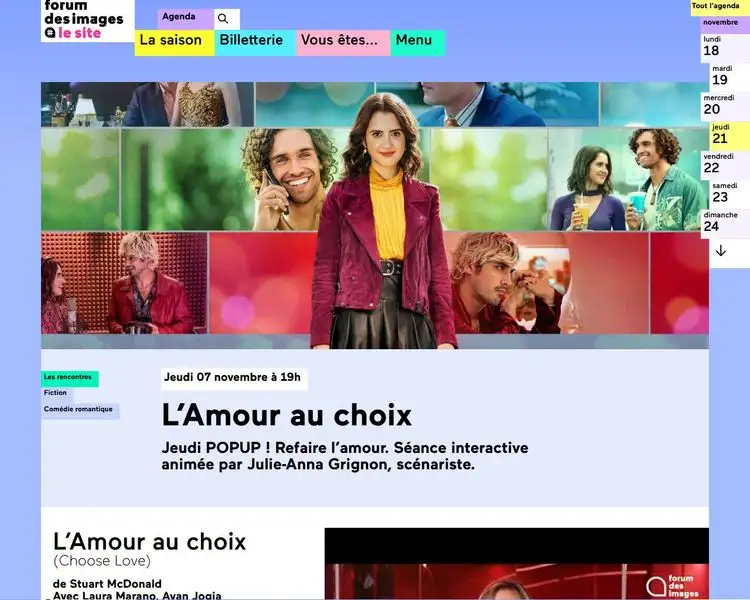 forum
des images
le site
Agenda
La saison
Billetterie
Vous êtes...
Menu
Tout l'agenda
novembre
lundi
18
mardi
19
mercredi
20
jeudi
21
vendredi
22
samedi
23
dimanche
24
Les rencontres
Fiction
Comédie romantique
Jeudi 07 novembre à 19h
L'Amour au choix
Jeudi POPUP ! Refaire l'amour. Séance interactive
animée par Julie-Anna Grignon, scénariste.
L'Amour au choix
(Choose Love)
de Stuart McDonald
Avec Laura Marano, Avan Jogia
forum
des
images